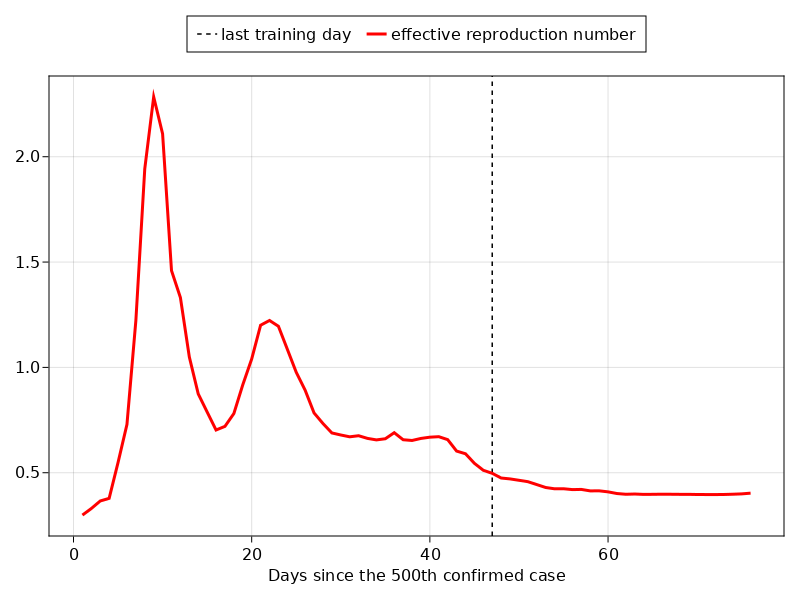 last training day effective reproduction number
2.0
1.5
1.0
0.5
0 20 40 60
Days since the 500th confirmed case